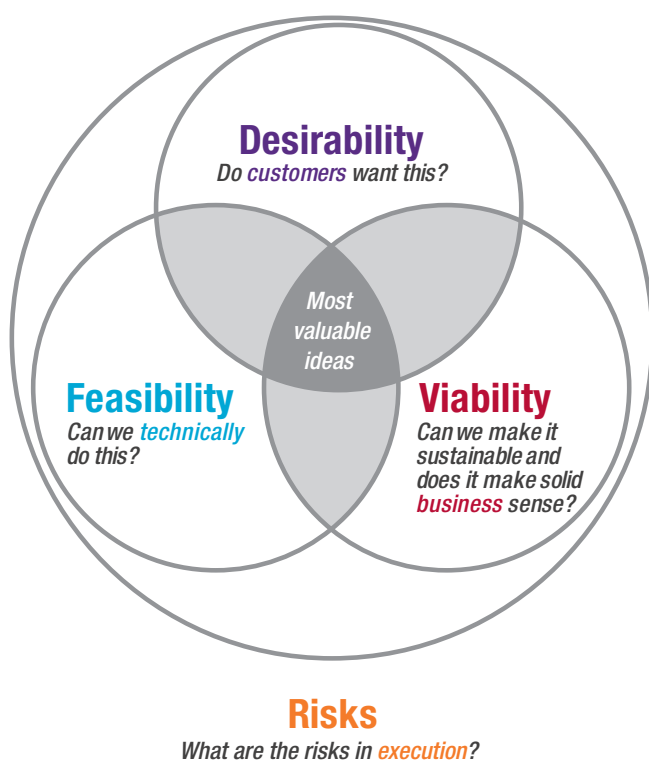 Desirability
Do customers want this?
Most
valuable
ideas
Feasibility
Can we technically
do this?
Viability
Can we make it
sustainable and
does it make solid
business sense?
Risks
What are the risks in execution?